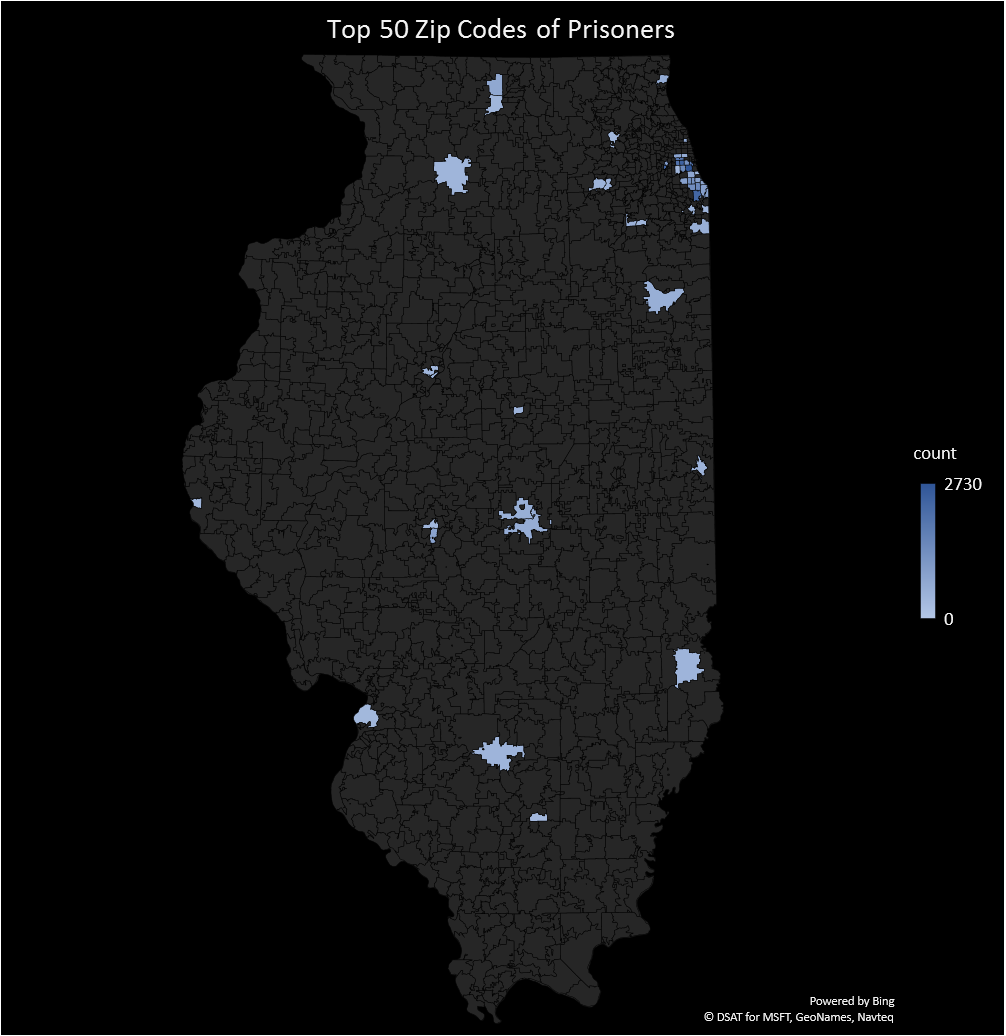 Top 50 Zip Codes of Prisoners
count
2730
0
Powered by Bing
© DSAT for MSFT, GeoNames, Navteq